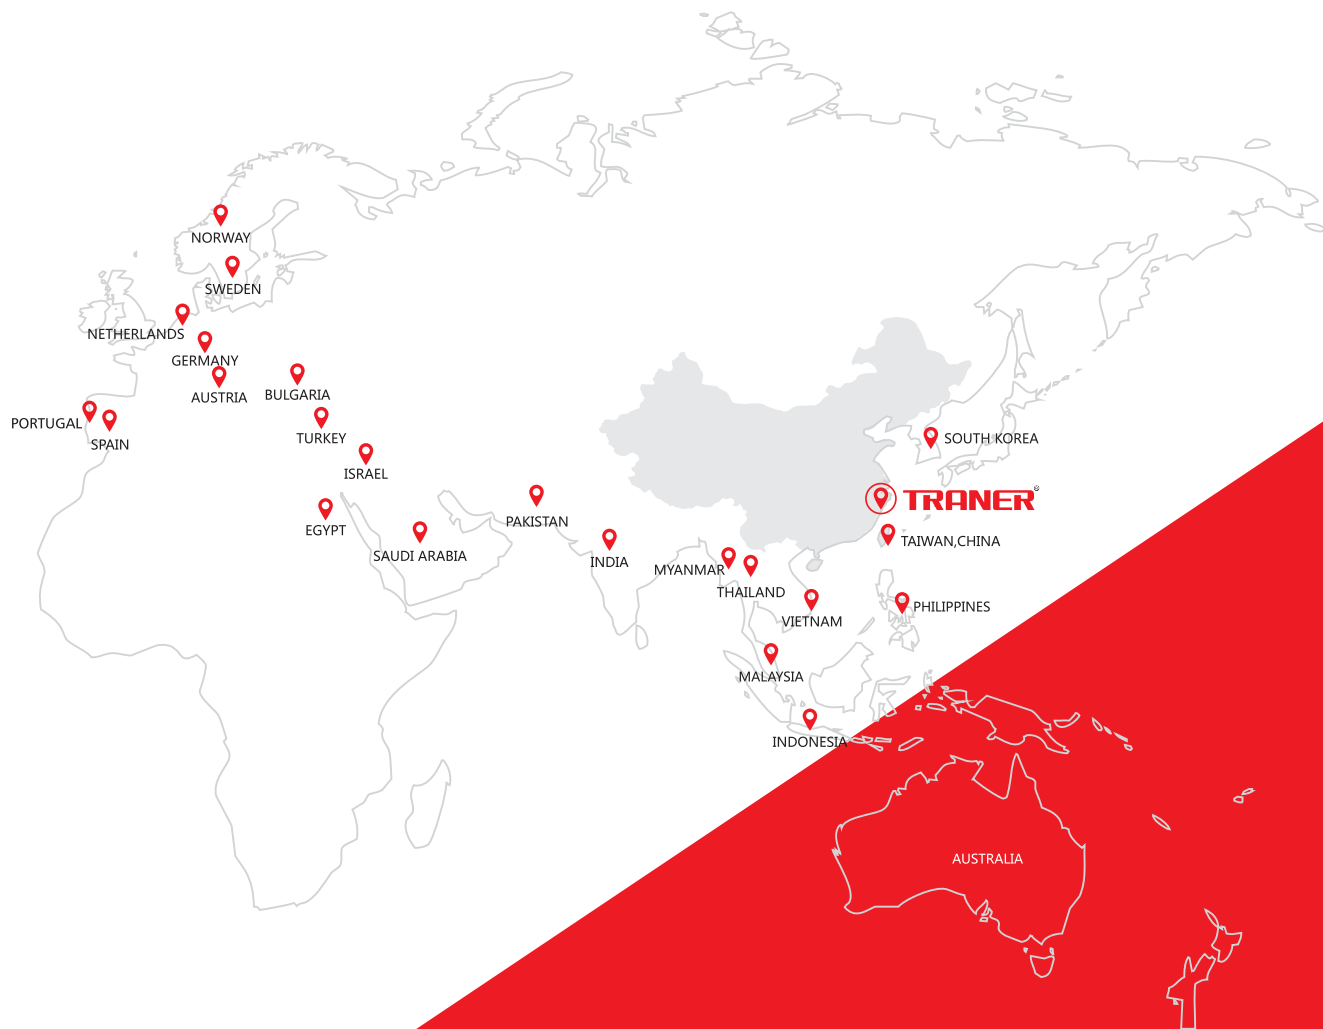 NORWAY
SWEDEN
NETHERLANDS
GERMANY
AUSTRIA
BULGARIA
PORTUGAL
SPAIN
TURKEY
SOUTH KOREA
ISRAEL
TRANER®
PAKISTAN
EGYPT
TAIWAN,CHINA
SAUDI ARABIA
INDIA
MYANMAR
THAILAND
PHILIPPINES
VIETNAM
MALAYSIA
INDONESIA
AUSTRALIA